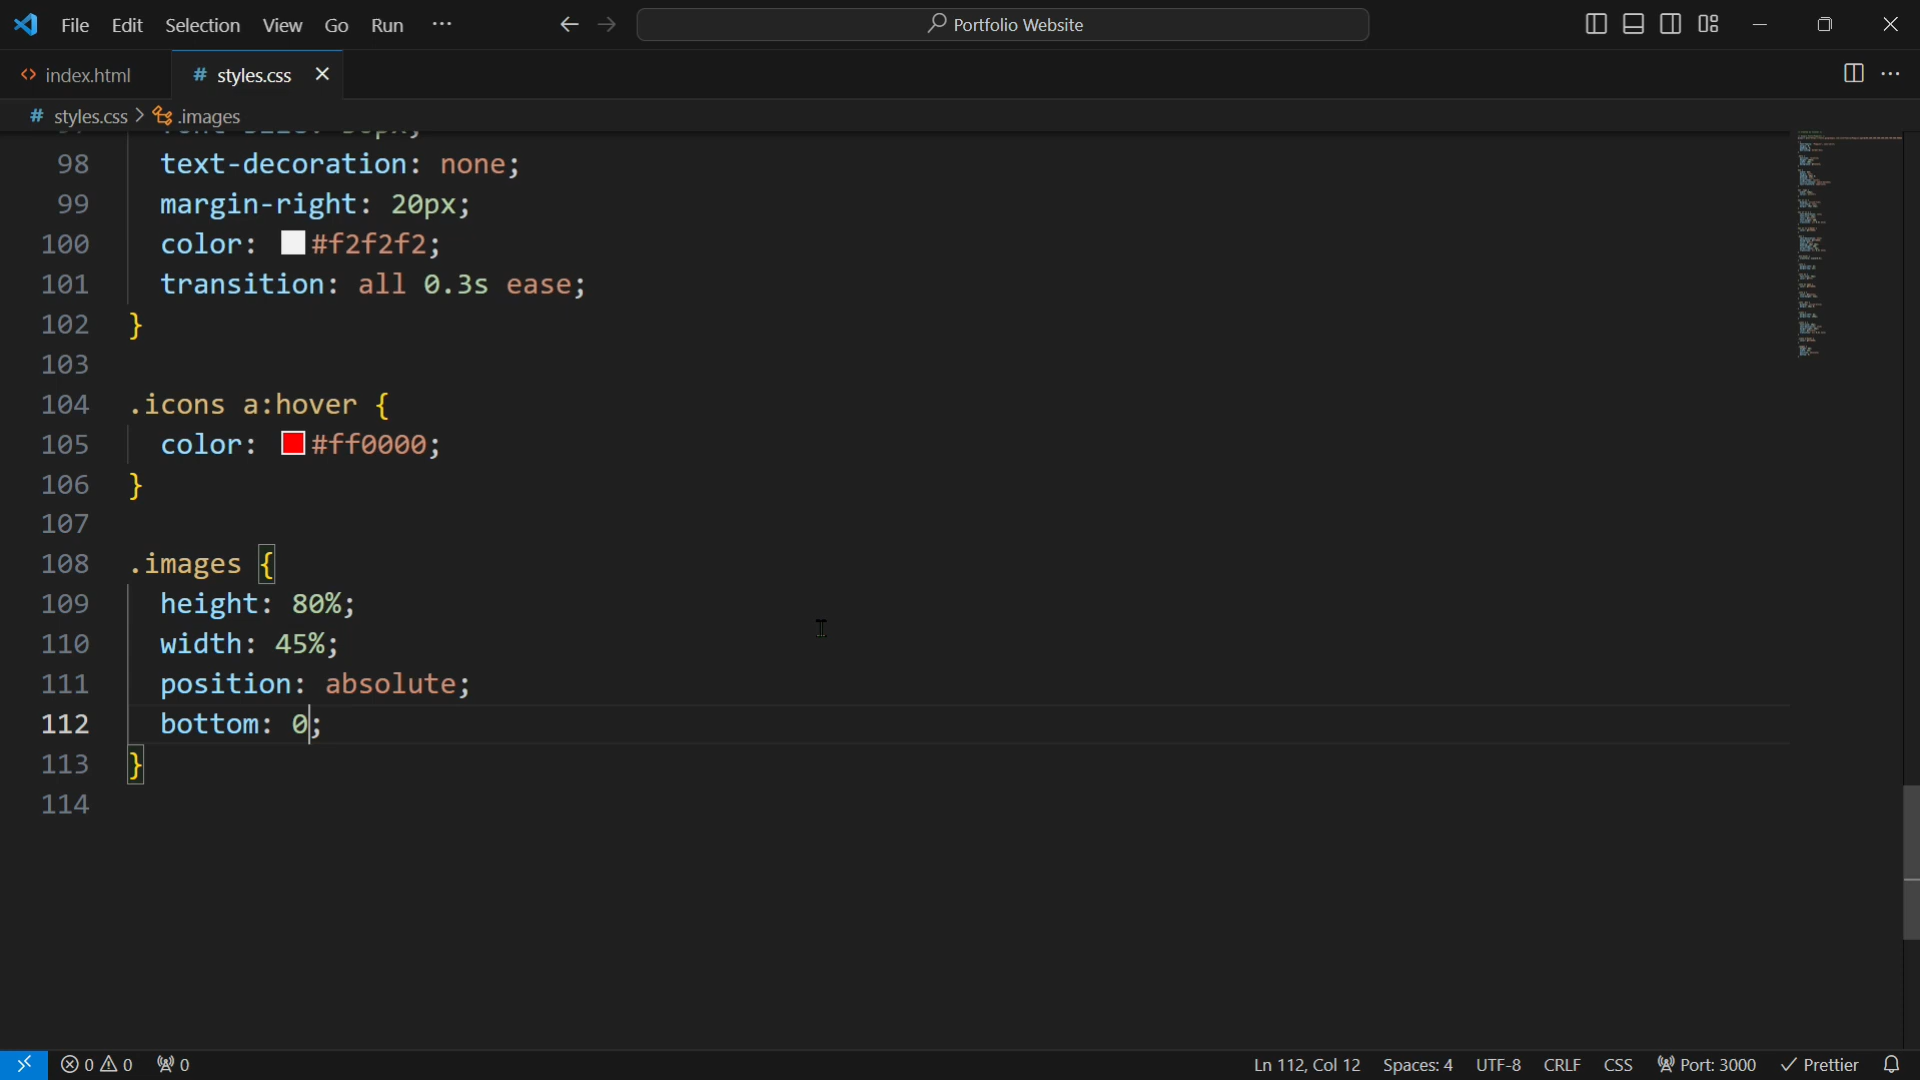 File Edit Selection View Go Run ··· Portfolio Website
index.html # styles.css
# styles.css > .images
98 text-decoration: none;
99 margin-right: 20px;
100 color: #f2f2f2;
101 transition: all 0.3s ease;
102 }
103
104 .icons a:hover {
105 color: #ff0000;
106 }
107
108 .images {
109 height: 80%;
110 width: 45%;
111 position: absolute;
112 bottom: 0;
113 }
114
0 0 0 Ln 112, Col 12 Spaces: 4 UTF-8 CRLF CSS Port: 3000 Prettier